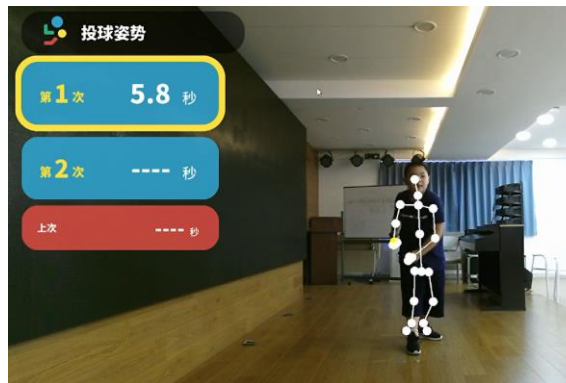 投球姿势
第1次 5.8 秒
第2次 ---- 秒
上次 ---- 秒